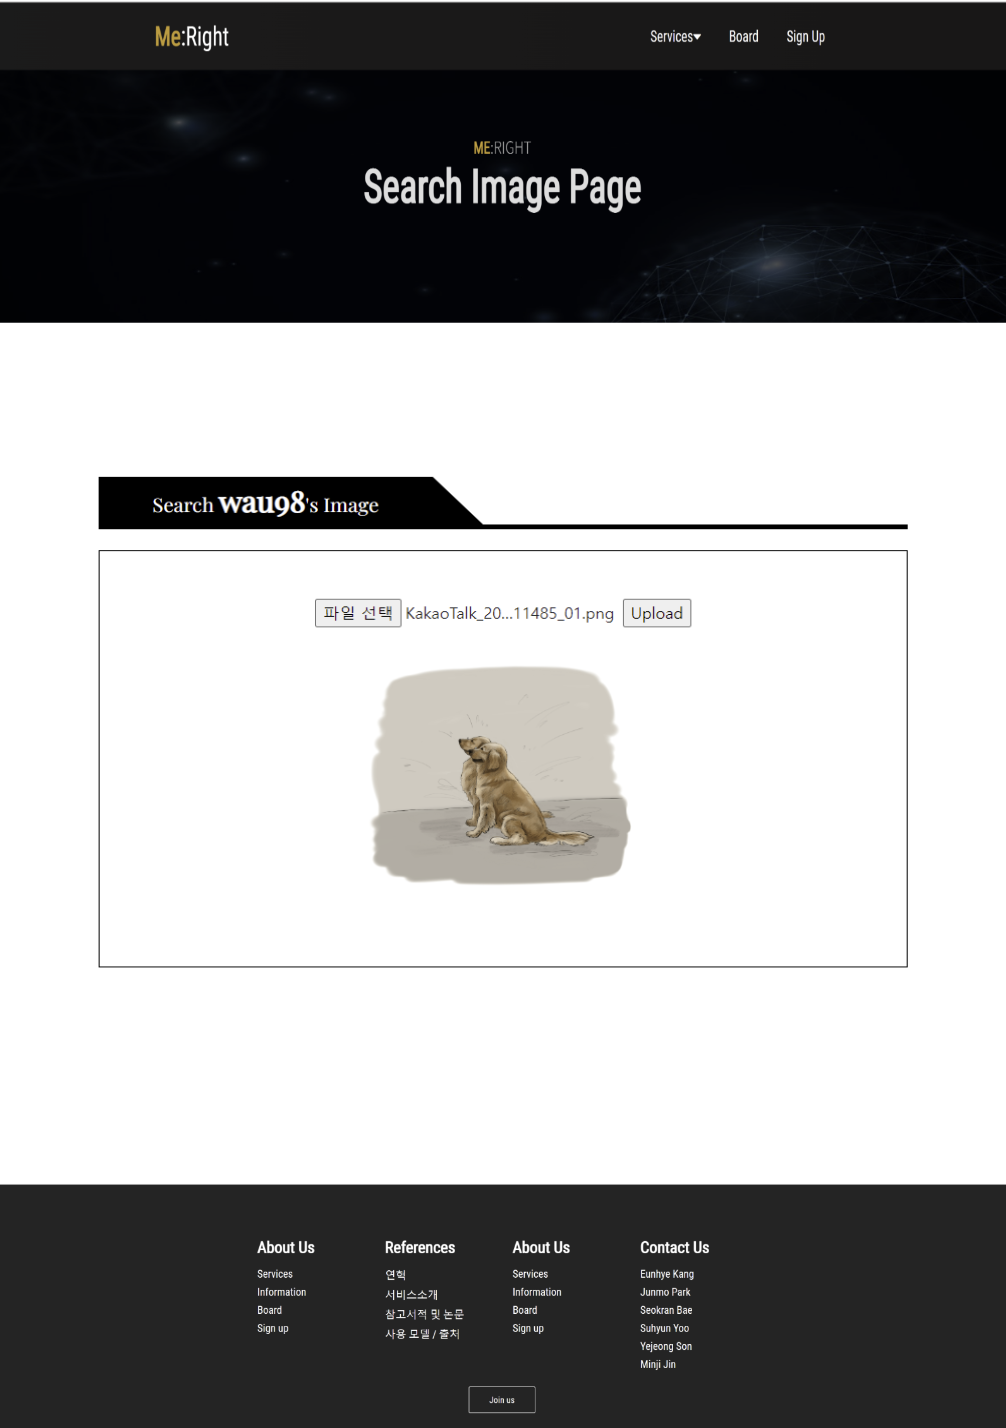 Me:Right
Services Board Sign Up
ME:RIGHT
Search Image Page
Search wau98's Image
파일 선택 KakaoTalk_20...11485_01.png Upload
About Us
Services
Information
Board
Sign up
References
연혁
서비스소개
참고서적 및 논문
사용 모델 / 출처
About Us
Services
Information
Board
Sign up
Contact Us
Eunhye Kang
Junmo Park
Seokran Bae
Suhyun Yoo
Yejeong Son
Minji Jin
Join us